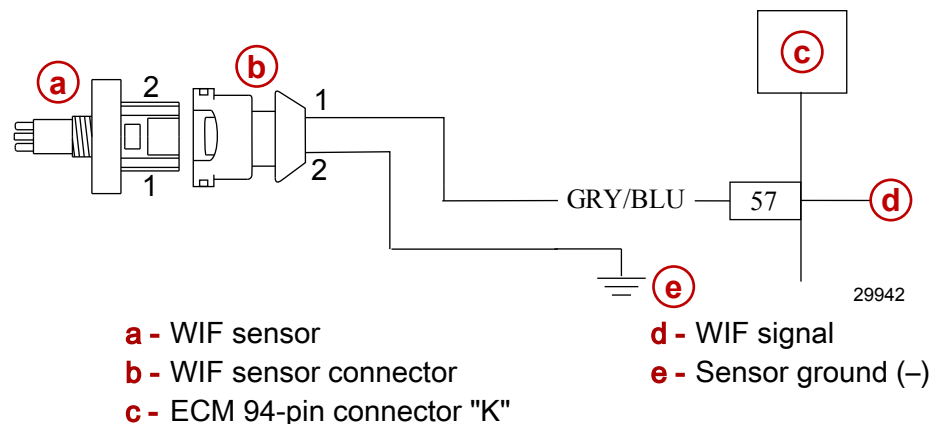 a
2
1
b
1
2
GRY/BLU
57
c
d
e
29942
a - WIF sensor
b - WIF sensor connector
c - ECM 94-pin connector "K"
d - WIF signal
e - Sensor ground (–)